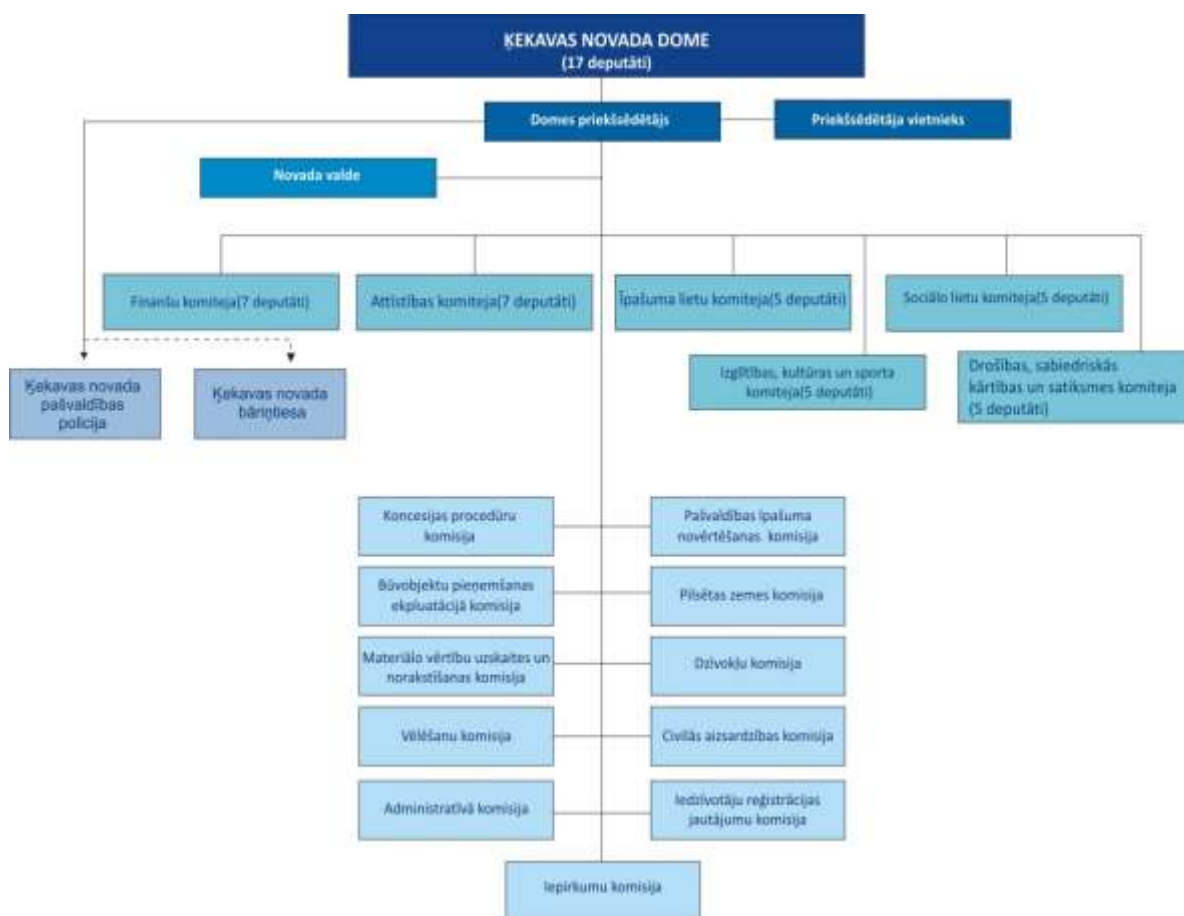 ĶEKAVAS NOVADA DOME
(17 deputāti)
Domes priekšsēdētājs
Priekšsēdētāja vietnieks
Novada valde
Finanšu komiteja(7 deputāti)
Attīstības komiteja(7 deputāti)
Īpašuma lietu komiteja(5 deputāti)
Sociālo lietu komiteja(5 deputāti)
Ķekavas novada
pašvaldības
policija
Ķekavas novada
bāriņtiesa
Izglītības, kultūras un sporta
komiteja(5 deputāti)
Drošības, sabiedriskās
kārtības un satiksmes komiteja
(5 deputāti)
Koncesijas procedūru
komisija
Pašvaldības īpašuma
novērtēšanas komisija
Būvobjektu pieņemšanas
ekpluatācijā komisija
Pilsētas zemes komisija
Materiālo vērtību uzskaites un
norakstīšanas komisija
Dzīvokļu komisija
Vēlēšanu komisija
Civilās aizsardzības komisija
Administratīvā komisija
Iedzīvotāju reģistrācijas
jautājumu komisija
Iepirkumu komisija